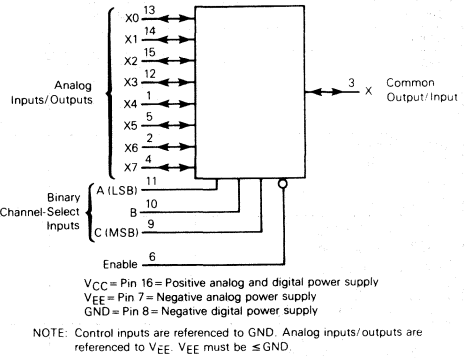 13
X0
14
X1
15
X2
12
X3
Analog
Inputs/Outputs
1
X4
5
X5
2
X6
4
X7
3
X
Common
Output/Input
Binary
Channel-Select
Inputs
11
A (LSB)
10
B
9
C (MSB)
6
Enable
VCC = Pin 16 = Positive analog and digital power supply
VEE = Pin 7 = Negative analog power supply
GND = Pin 8 = Negative digital power supply
NOTE: Control inputs are referenced to GND. Analog inputs/outputs are
referenced to VEE. VEE must be ≤GND.